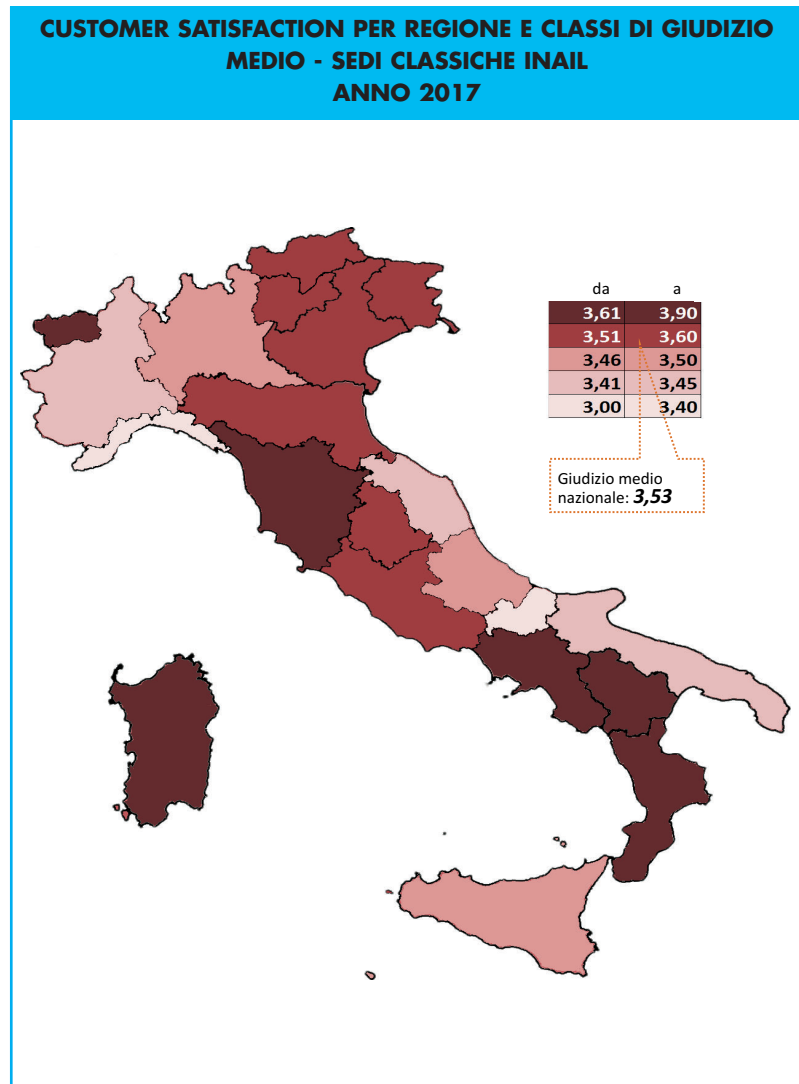 CUSTOMER SATISFACTION PER REGIONE E CLASSI DI GIUDIZIO
MEDIO - SEDI CLASSICHE INAIL
ANNO 2017
da a
3,61 3,90
3,51 3,60
3,46 3,50
3,41 3,45
3,00 3,40
Giudizio medio
nazionale: 3,53